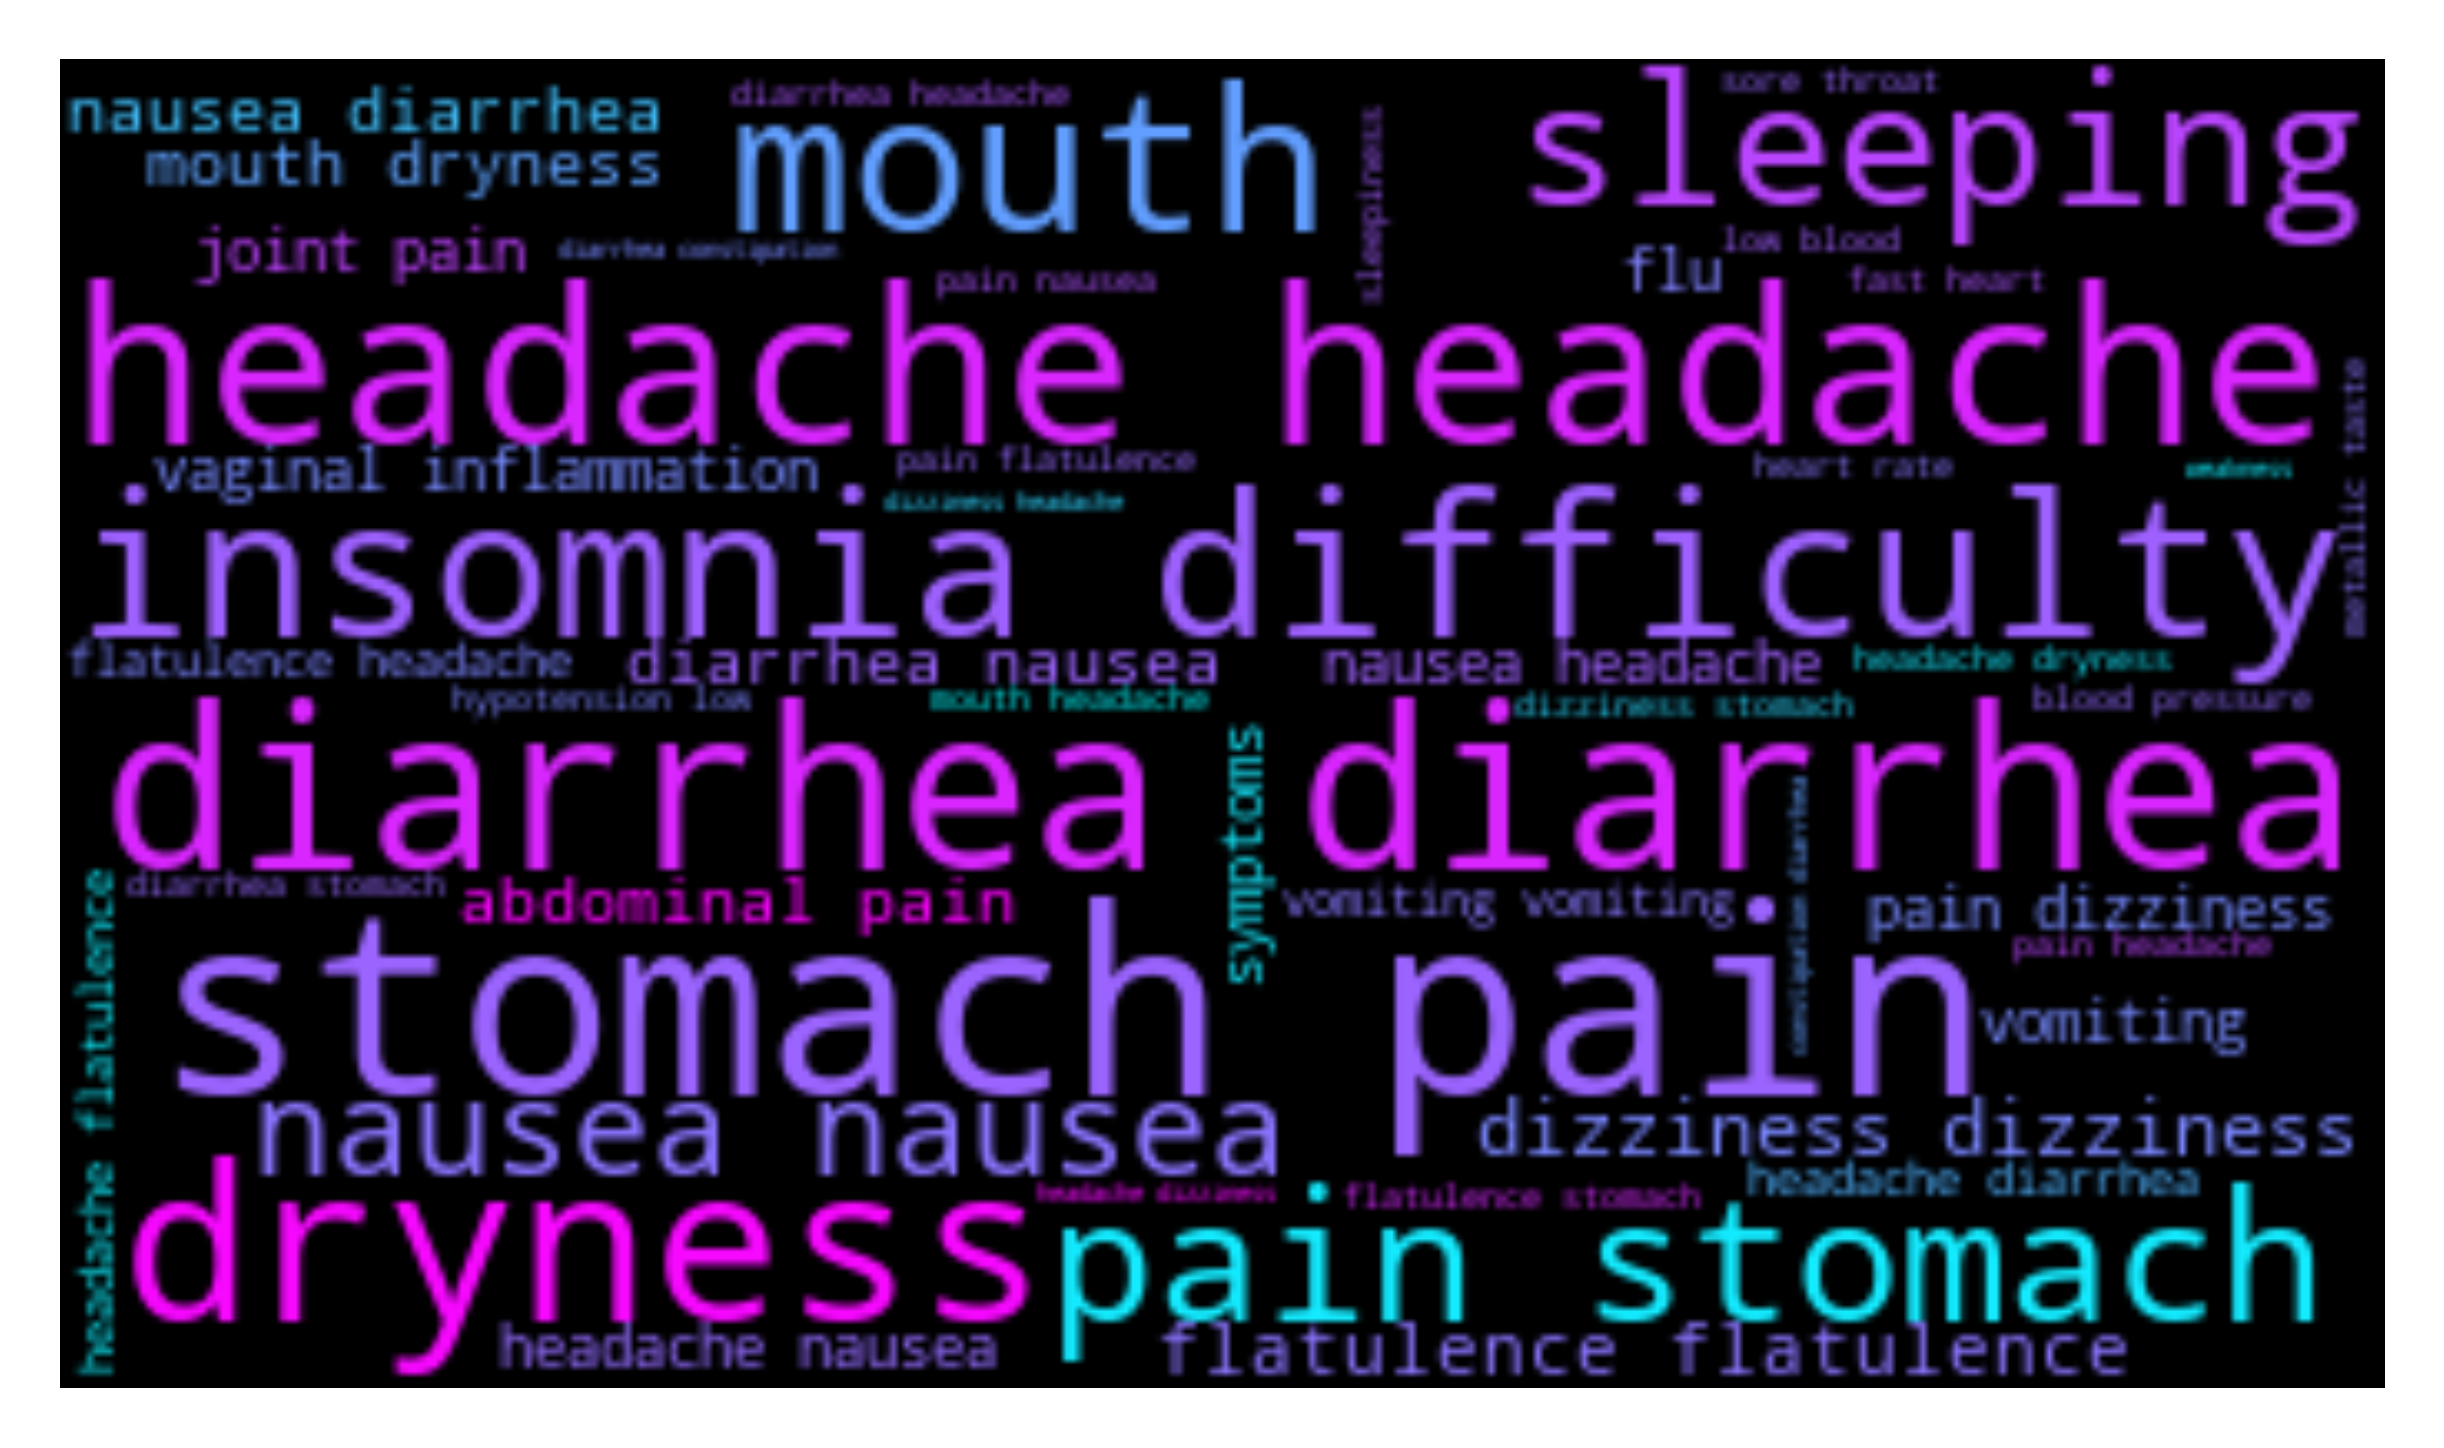 nausea diarrhea
diarrhea headache
mouth
sleeping
sore throat
mouth dryness
sleepiness
joint pain
diarrhea constipation
pain nausea
flu
low blood
fast heart
headache headache
metallic taste
vaginal inflammation
pain flatulence
heart rate
weakness
dizziness headache
insomnia difficulty
flatulence headache
diarrhea nausea
nausea headache
headache dryness
hypotension low
mouth headache
dizziness stomach
blood pressure
diarrhea diarrhea
symptoms
constipation diarrhea
diarrhea stomach
abdominal pain
vomiting vomiting
pain dizziness
pain headache
headache flatulence
stomach pain
vomiting
nausea nausea
dizziness dizziness
headache dizziness
flatulence stomach
headache diarrhea
dryness
pain stomach
headache nausea
flatulence flatulence